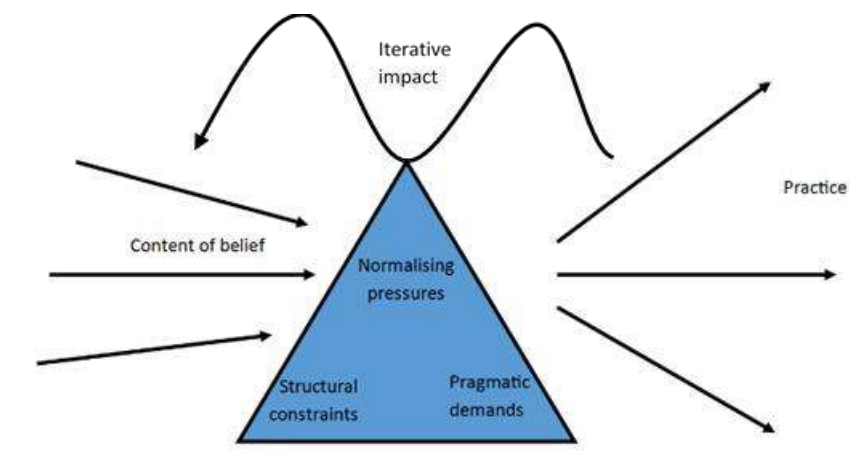 Iterative
impact
Practice
Content of belief
Normalising
pressures
Structural
constraints
Pragmatic
demands